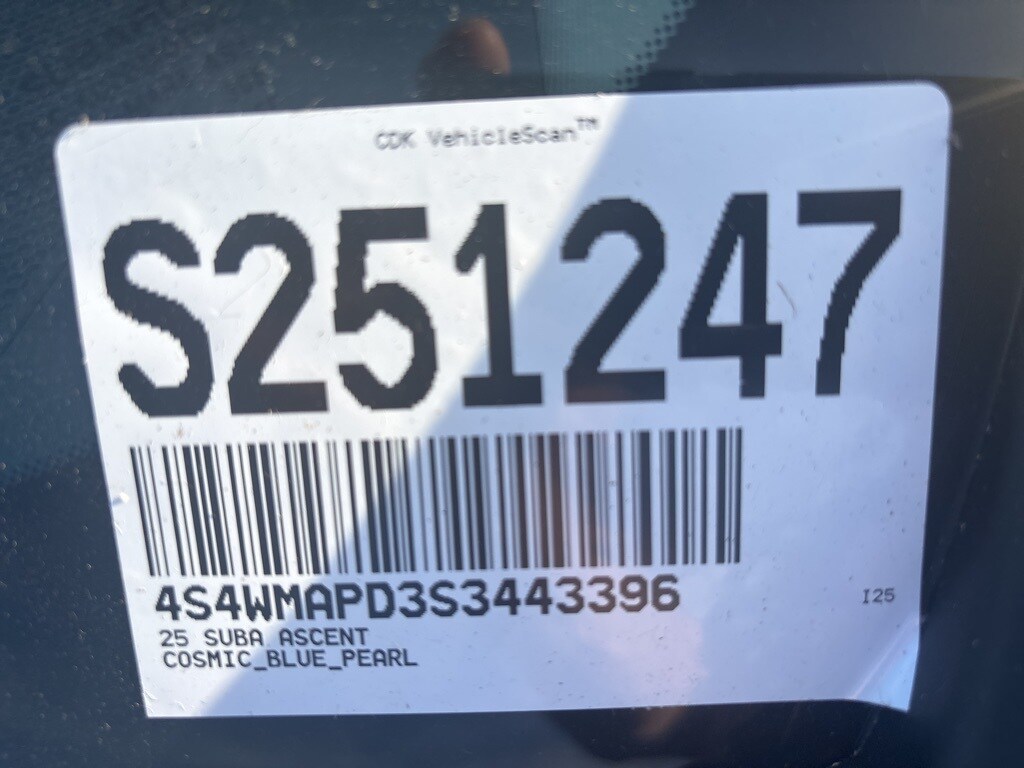 CDK VehicleScan™
S251247
4S4WMAPD3S3443396
I25
25 SUBA ASCENT
COSMIC_BLUE_PEARL